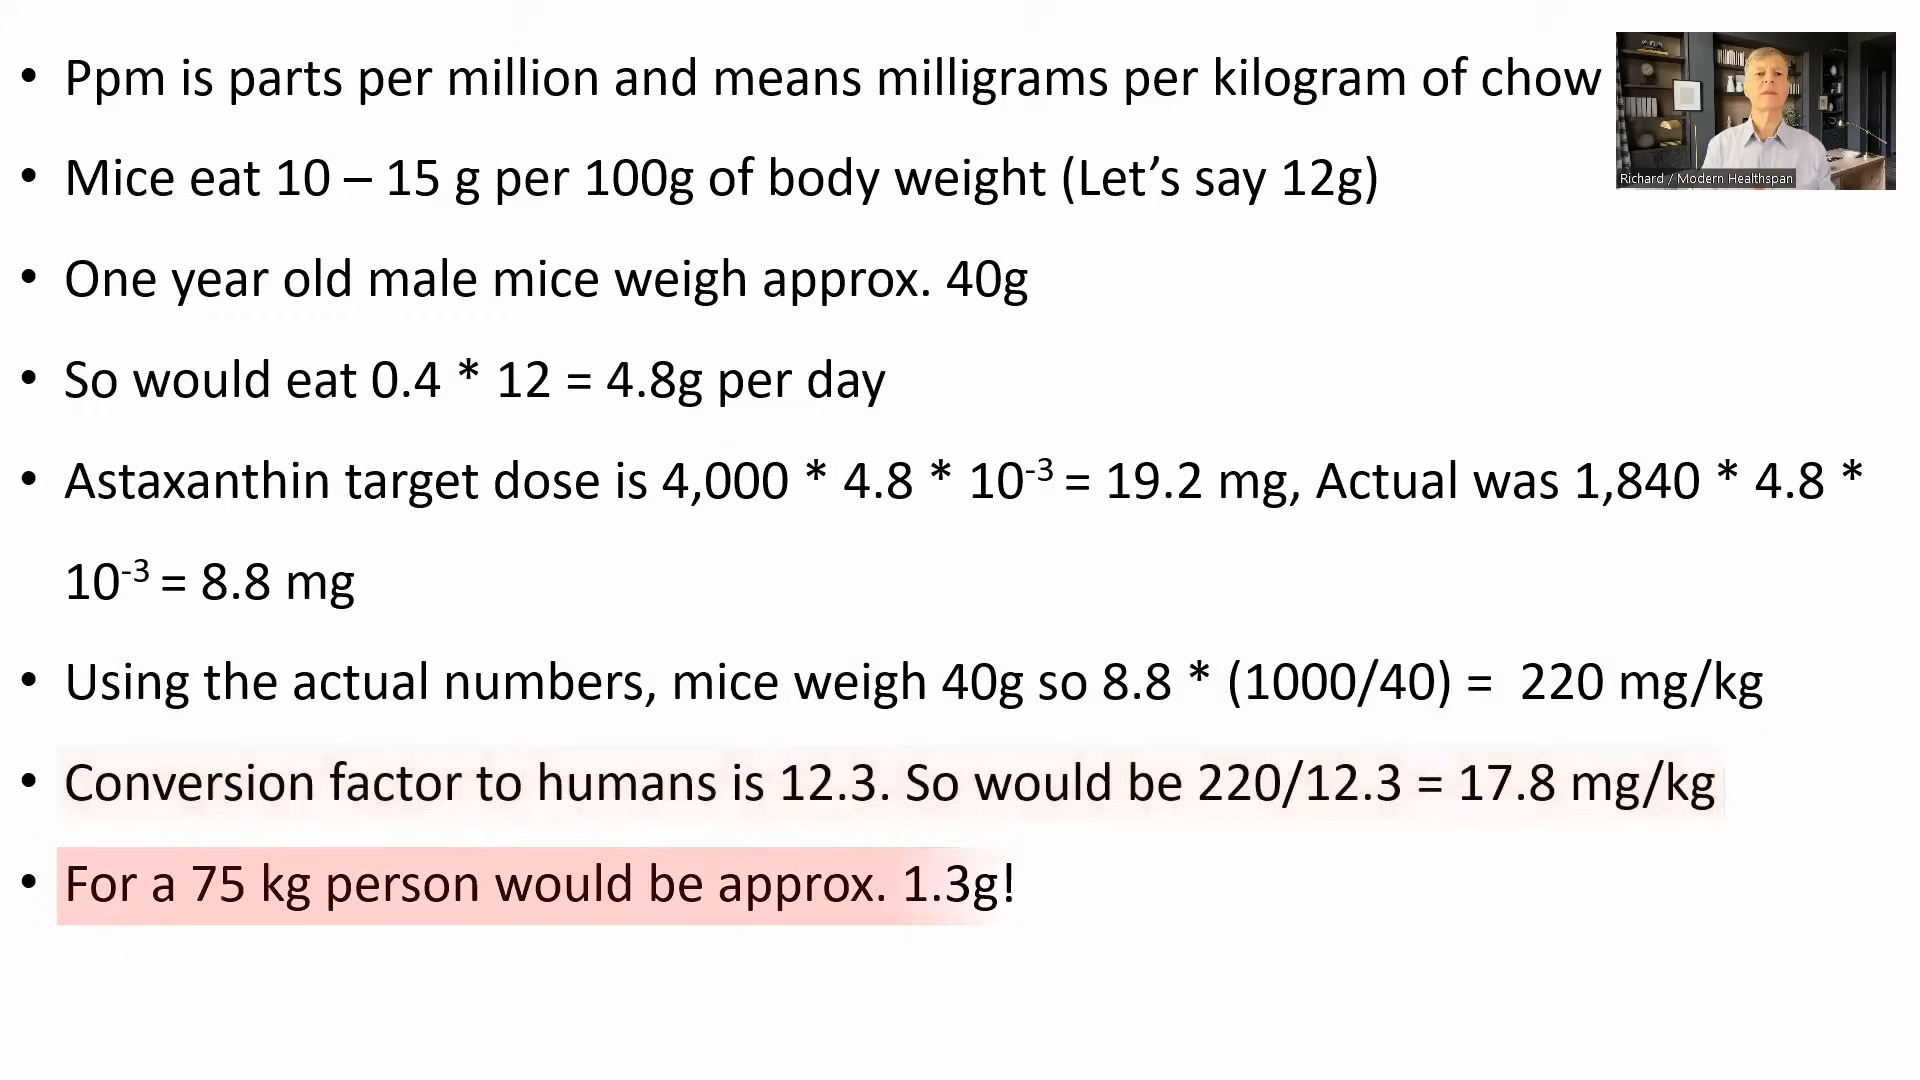 • Ppm is parts per million and means milligrams per kilogram of chow
Richard / Modern Healthspan
• Mice eat 10 – 15 g per 100g of body weight (Let’s say 12g)
• One year old male mice weigh approx. 40g
• So would eat 0.4 * 12 = 4.8g per day
• Astaxanthin target dose is 4,000 * 4.8 * 10⁻³ = 19.2 mg, Actual was 1,840 * 4.8 *
10⁻³ = 8.8 mg
• Using the actual numbers, mice weigh 40g so 8.8 * (1000/40) = 220 mg/kg
• Conversion factor to humans is 12.3. So would be 220/12.3 = 17.8 mg/kg
• For a 75 kg person would be approx. 1.3g!